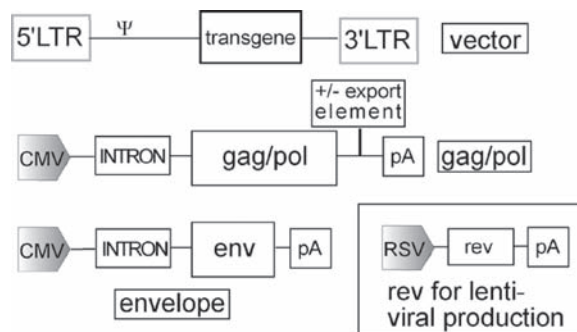 5'LTR Ψ transgene 3'LTR vector
+/- export
element
CMV INTRON gag/pol pA gag/pol
CMV INTRON env pA
envelope
RSV rev pA
rev for lenti-
viral production